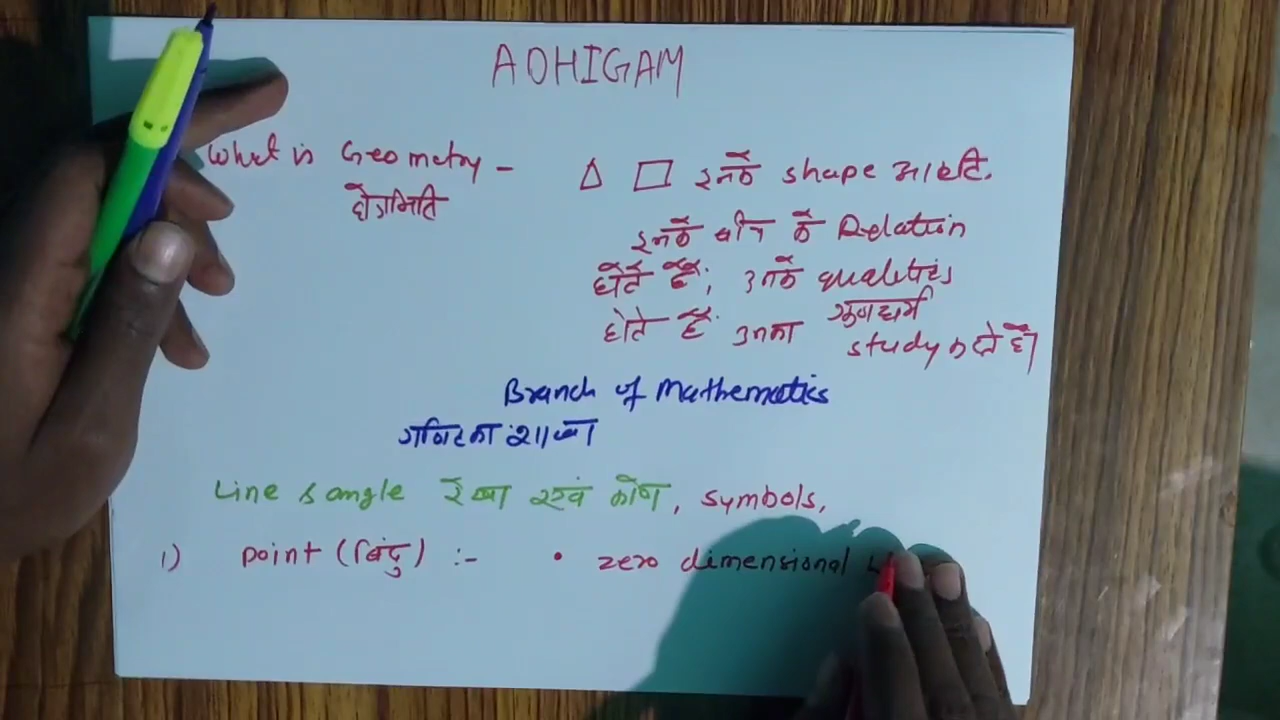 ADHIGAM
What is Geometry - △ □ इनके shape आकृति.
इनके बीच के Relation
होते हैं, उनके qualities
गुणधर्म
होते हैं उनका study करते हैं
Branch of Mathematics
गणित का शाखा
Line & angle रेखा एवं कोण, symbols,
1) point (बिंदु) :- • zero dimensional